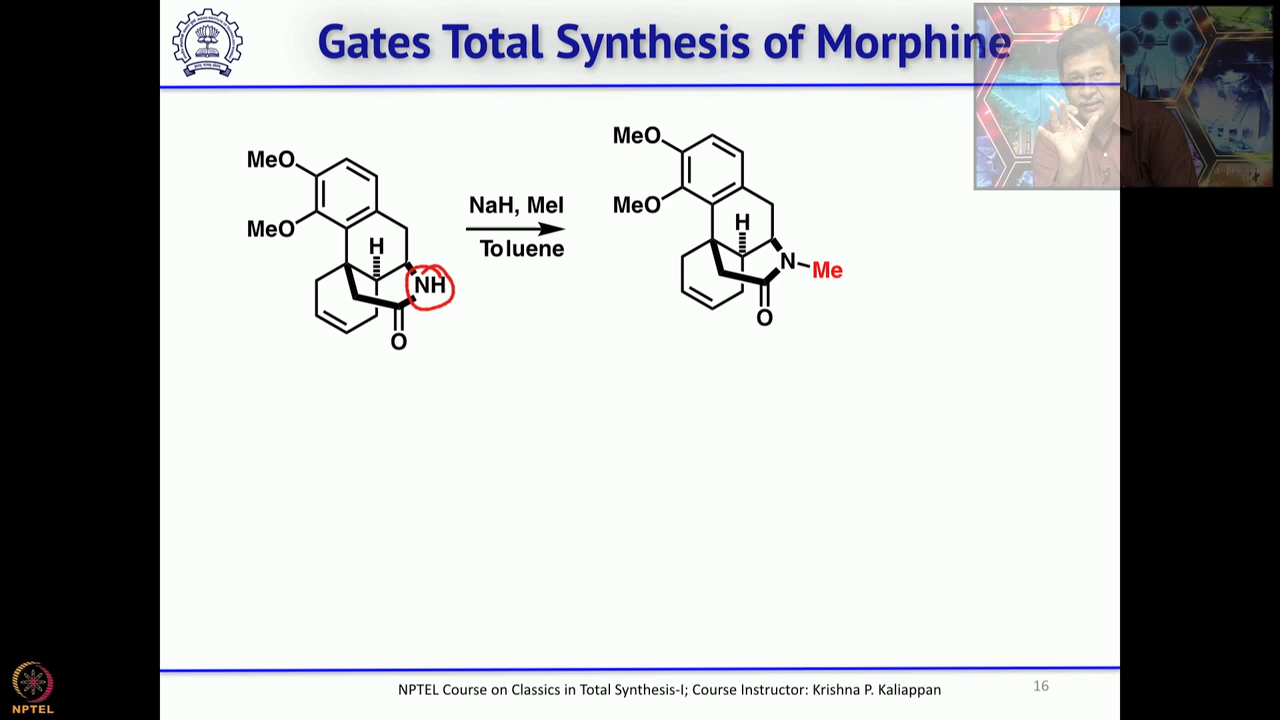 Gates Total Synthesis of Morphine
MeO
MeO
H
NH
O
NaH, MeI
Toluene
MeO
MeO
H
N
Me
O
NPTEL Course on Classics in Total Synthesis-I; Course Instructor: Krishna P. Kaliappan
16
NPTEL